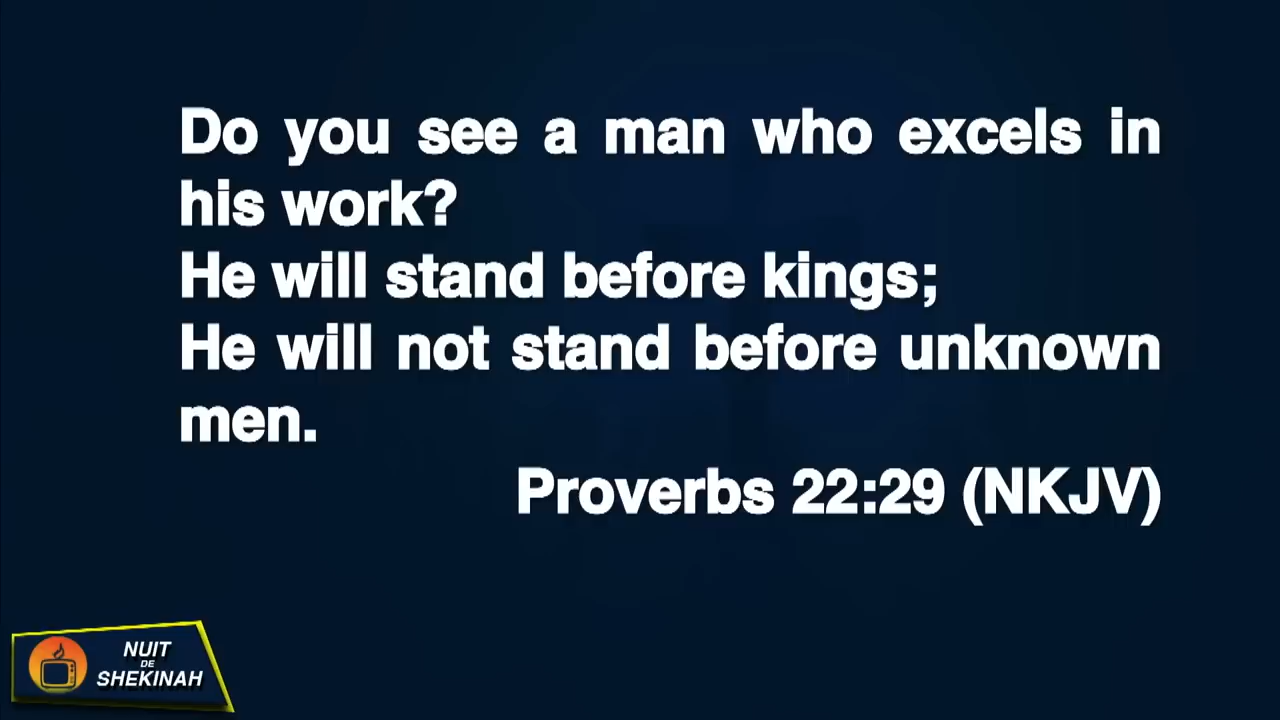 Do you see a man who excels in
his work?
He will stand before kings;
He will not stand before unknown
men.
Proverbs 22:29 (NKJV)
NUIT
DE
SHEKINAH